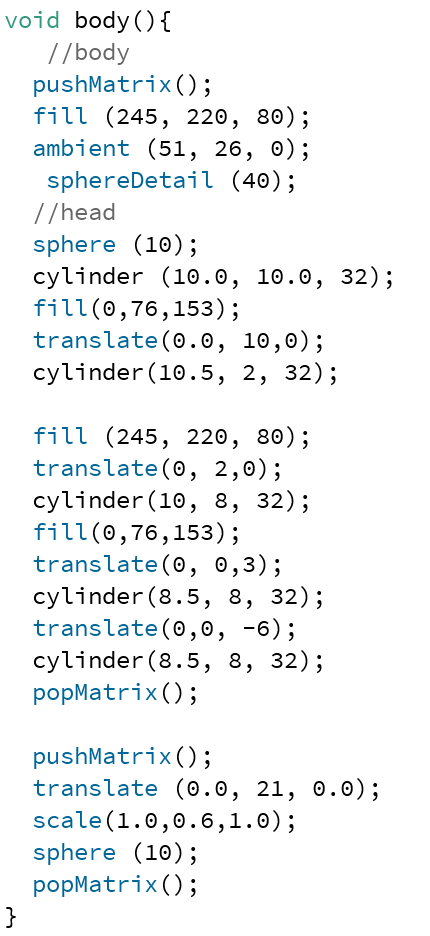 void body(){
//body
pushMatrix();
fill (245, 220, 80);
ambient (51, 26, 0);
sphereDetail (40);
//head
sphere (10);
cylinder (10.0, 10.0, 32);
fill(0,76,153);
translate(0.0, 10,0);
cylinder(10.5, 2, 32);
fill (245, 220, 80);
translate(0, 2,0);
cylinder(10, 8, 32);
fill(0,76,153);
translate(0, 0,3);
cylinder(8.5, 8, 32);
translate(0,0, -6);
cylinder(8.5, 8, 32);
popMatrix();
pushMatrix();
translate (0.0, 21, 0.0);
scale(1.0,0.6,1.0);
sphere (10);
popMatrix();
}